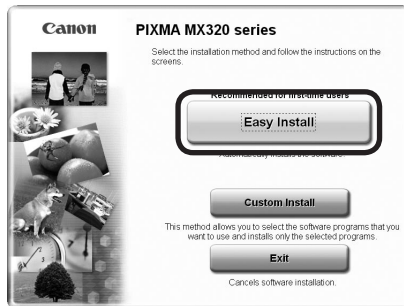 Canon
PIXMA MX320 series
Select the installation method and follow the instructions on the
screens.
Recommended for first-time users
Easy Install
Automatically installs the software.
Custom Install
This method allows you to select the software programs that you
want to use and installs only the selected programs.
Exit
Cancels software installation.